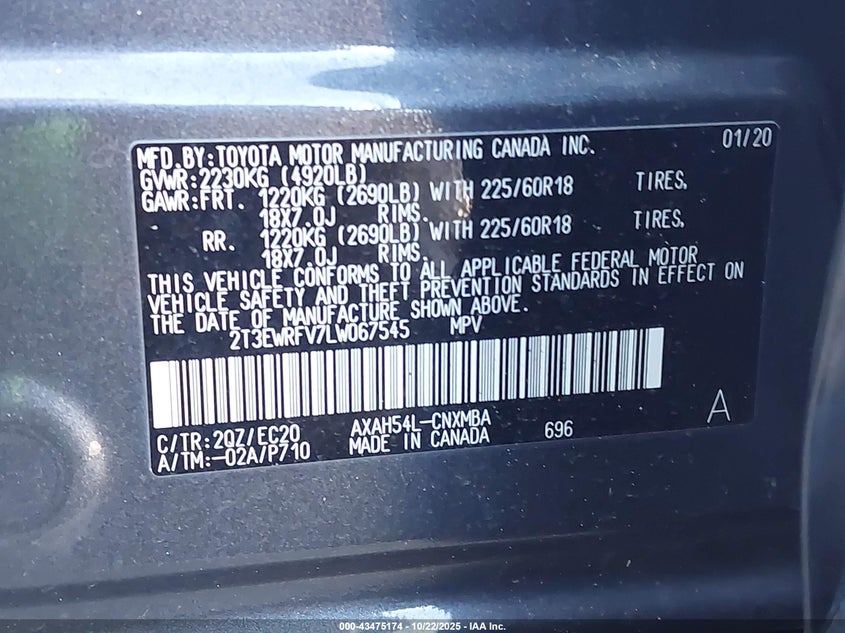 MFD.BY:TOYOTA MOTOR MANUFACTURING CANADA INC. 01/20
GVWR:2230KG (4920LB)
GAWR:FRT. 1220KG (2690LB) WITH 225/60R18 TIRES,
18X7.0J RIMS.
RR. 1220KG (2690LB) WITH 225/60R18 TIRES,
18X7.0J RIMS.
THIS VEHICLE CONFORMS TO ALL APPLICABLE FEDERAL MOTOR
VEHICLE SAFETY AND THEFT PREVENTION STANDARDS IN EFFECT ON
THE DATE OF MANUFACTURE SHOWN ABOVE.
2T3EWRFV7LW067545 MPV
C/TR:2QZ/EC20 AXAH54L-CNXMBA A
A/TM:-02A/P710 MADE IN CANADA 696
000-43475174 - 10/22/2025 - IAA Inc.